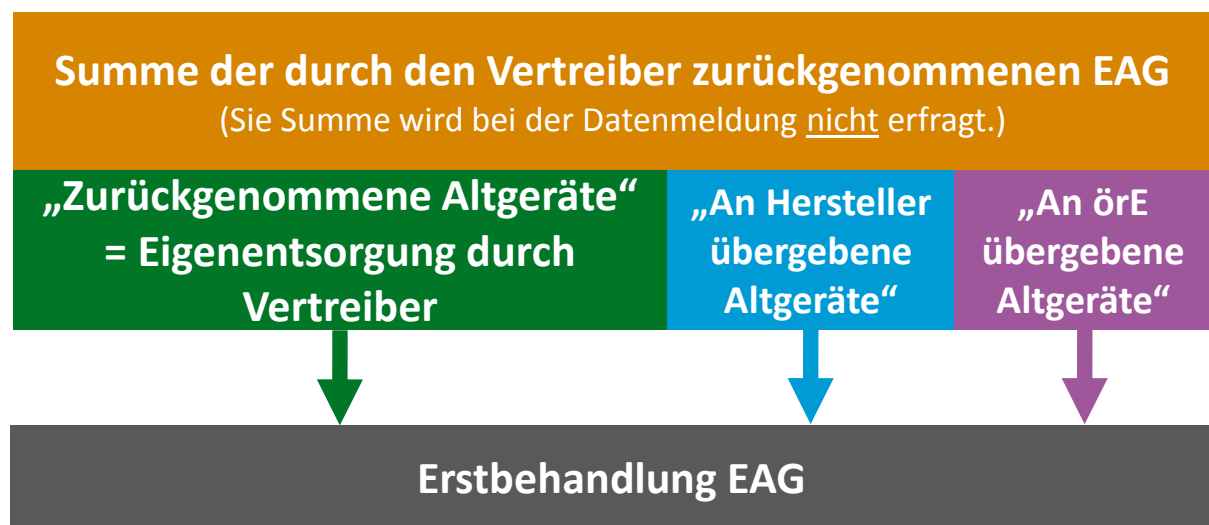 Summe der durch den Vertreiber zurückgenommenen EAG
(Sie Summe wird bei der Datenmeldung nicht erfragt.)
„Zurückgenommene Altgeräte“
= Eigenentsorgung durch
Vertreiber
„An Hersteller
übergebene
Altgeräte“
„An örE
übergebene
Altgeräte“
Erstbehandlung EAG